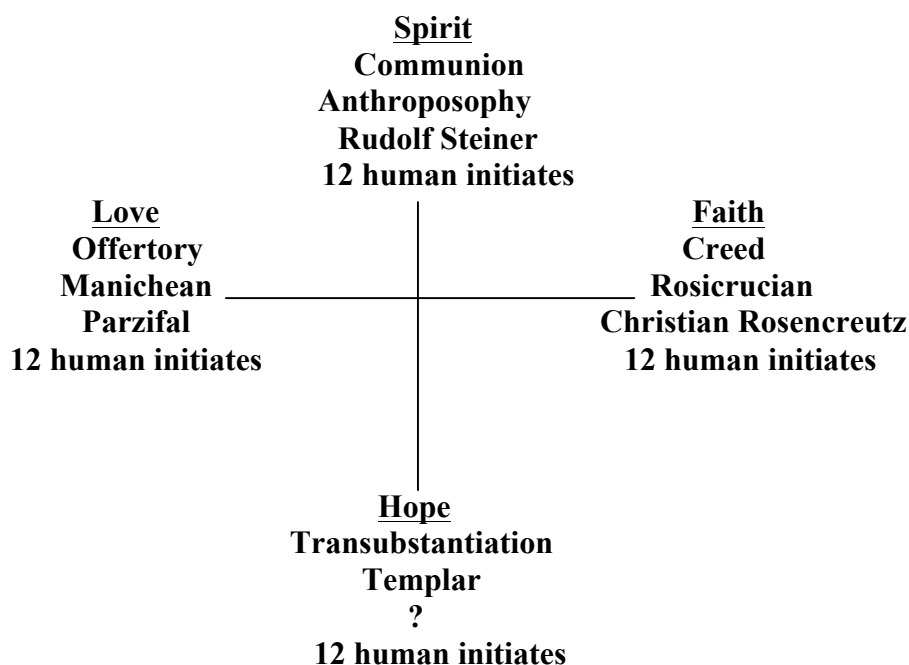 Spirit
Communion
Anthroposophy
Rudolf Steiner
12 human initiates
Love
Offertory
Manichean
Parzifal
12 human initiates
Faith
Creed
Rosicrucian
Christian Rosencreutz
12 human initiates
Hope
Transubstantiation
Templar
?
12 human initiates